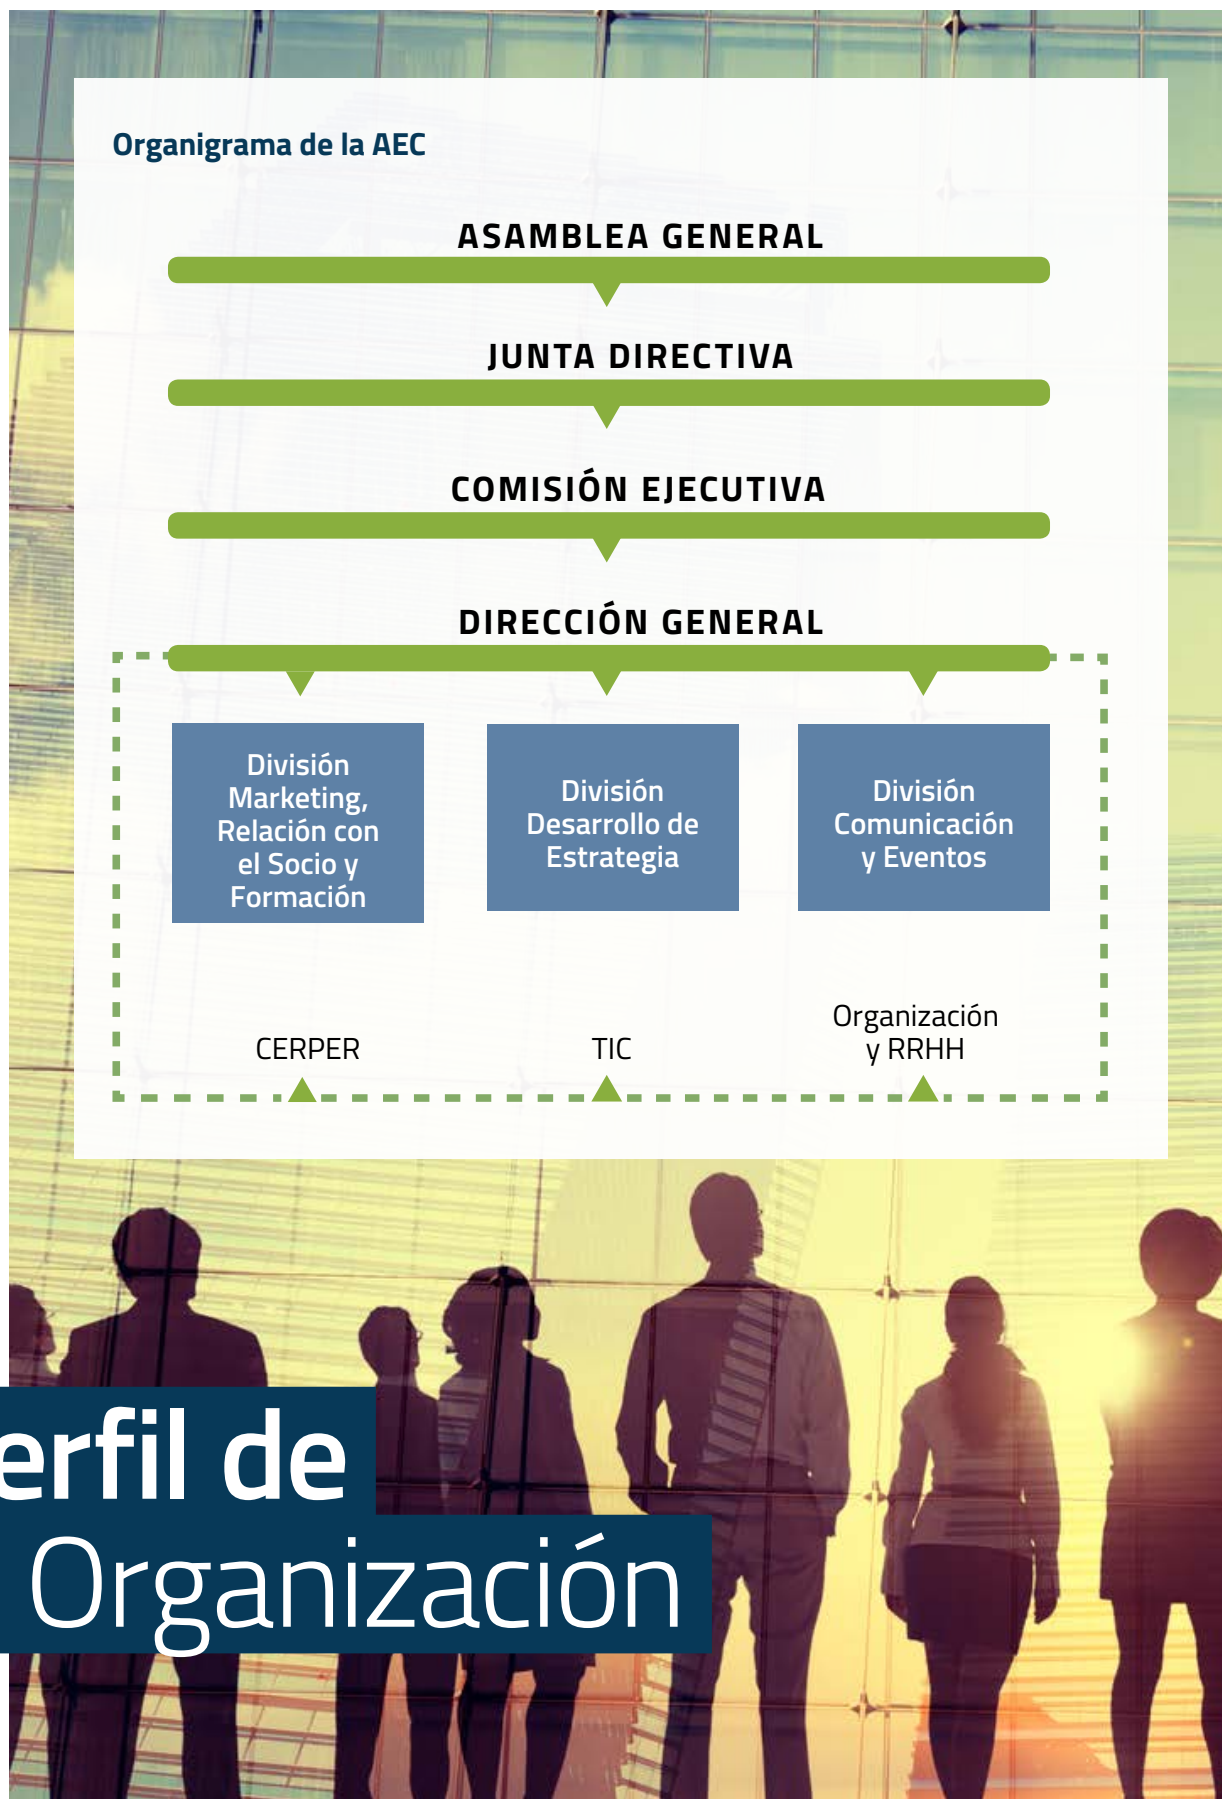 Organigrama de la AEC
ASAMBLEA GENERAL
JUNTA DIRECTIVA
COMISIÓN EJECUTIVA
DIRECCIÓN GENERAL
División
Marketing,
Relación con
el Socio y
Formación
División
Desarrollo de
Estrategia
División
Comunicación
y Eventos
CERPER
TIC
Organización
y RRHH
erfil de
Organización